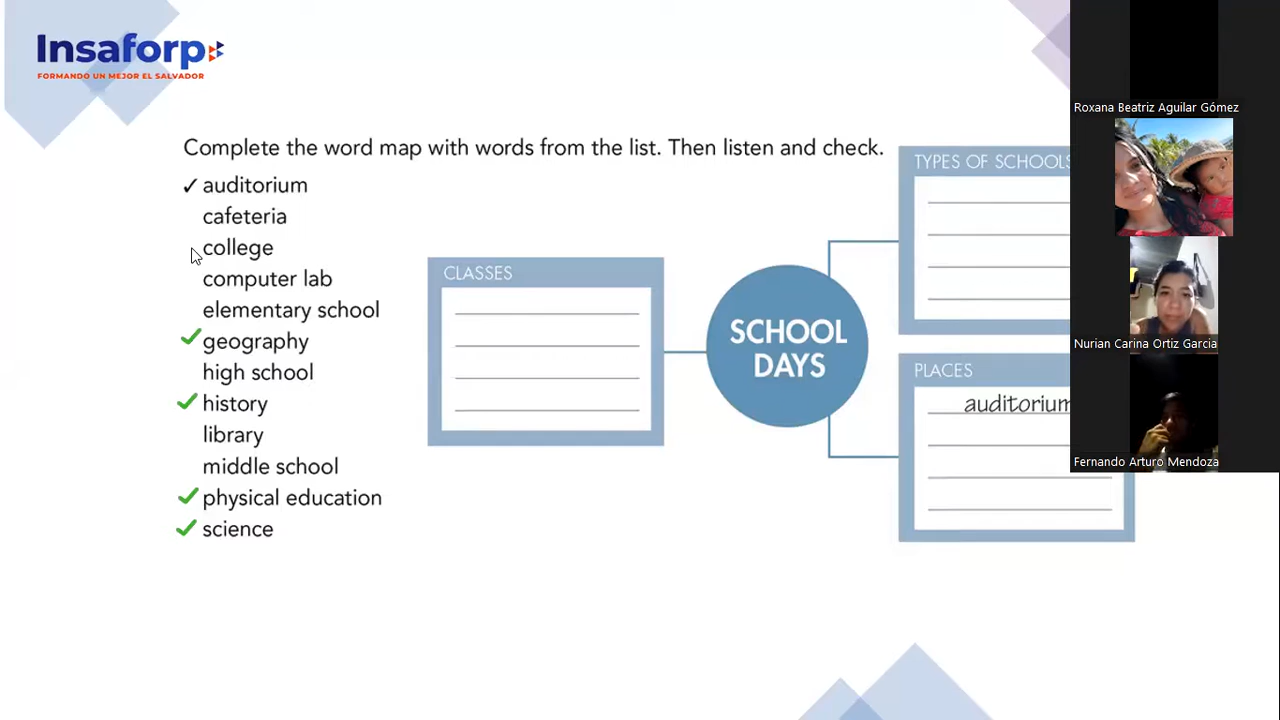 Insaforp
FORMANDO UN MEJOR EL SALVADOR
Complete the word map with words from the list. Then listen and check.
✓ auditorium
cafeteria
college
computer lab
elementary school
✓ geography
high school
✓ history
library
middle school
✓ physical education
✓ science
CLASSES
SCHOOL
DAYS
TYPES OF SCHOOLS
PLACES
auditorium
Roxana Beatriz Aguilar Gómez
Nurian Carina Ortiz Garcia
Fernando Arturo Mendoza